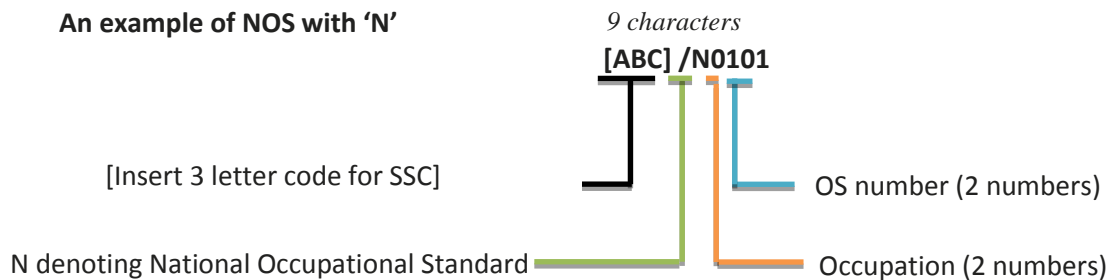 An example of NOS with ‘N’
9 characters
[ABC] /N0101
[Insert 3 letter code for SSC]
OS number (2 numbers)
N denoting National Occupational Standard
Occupation (2 numbers)